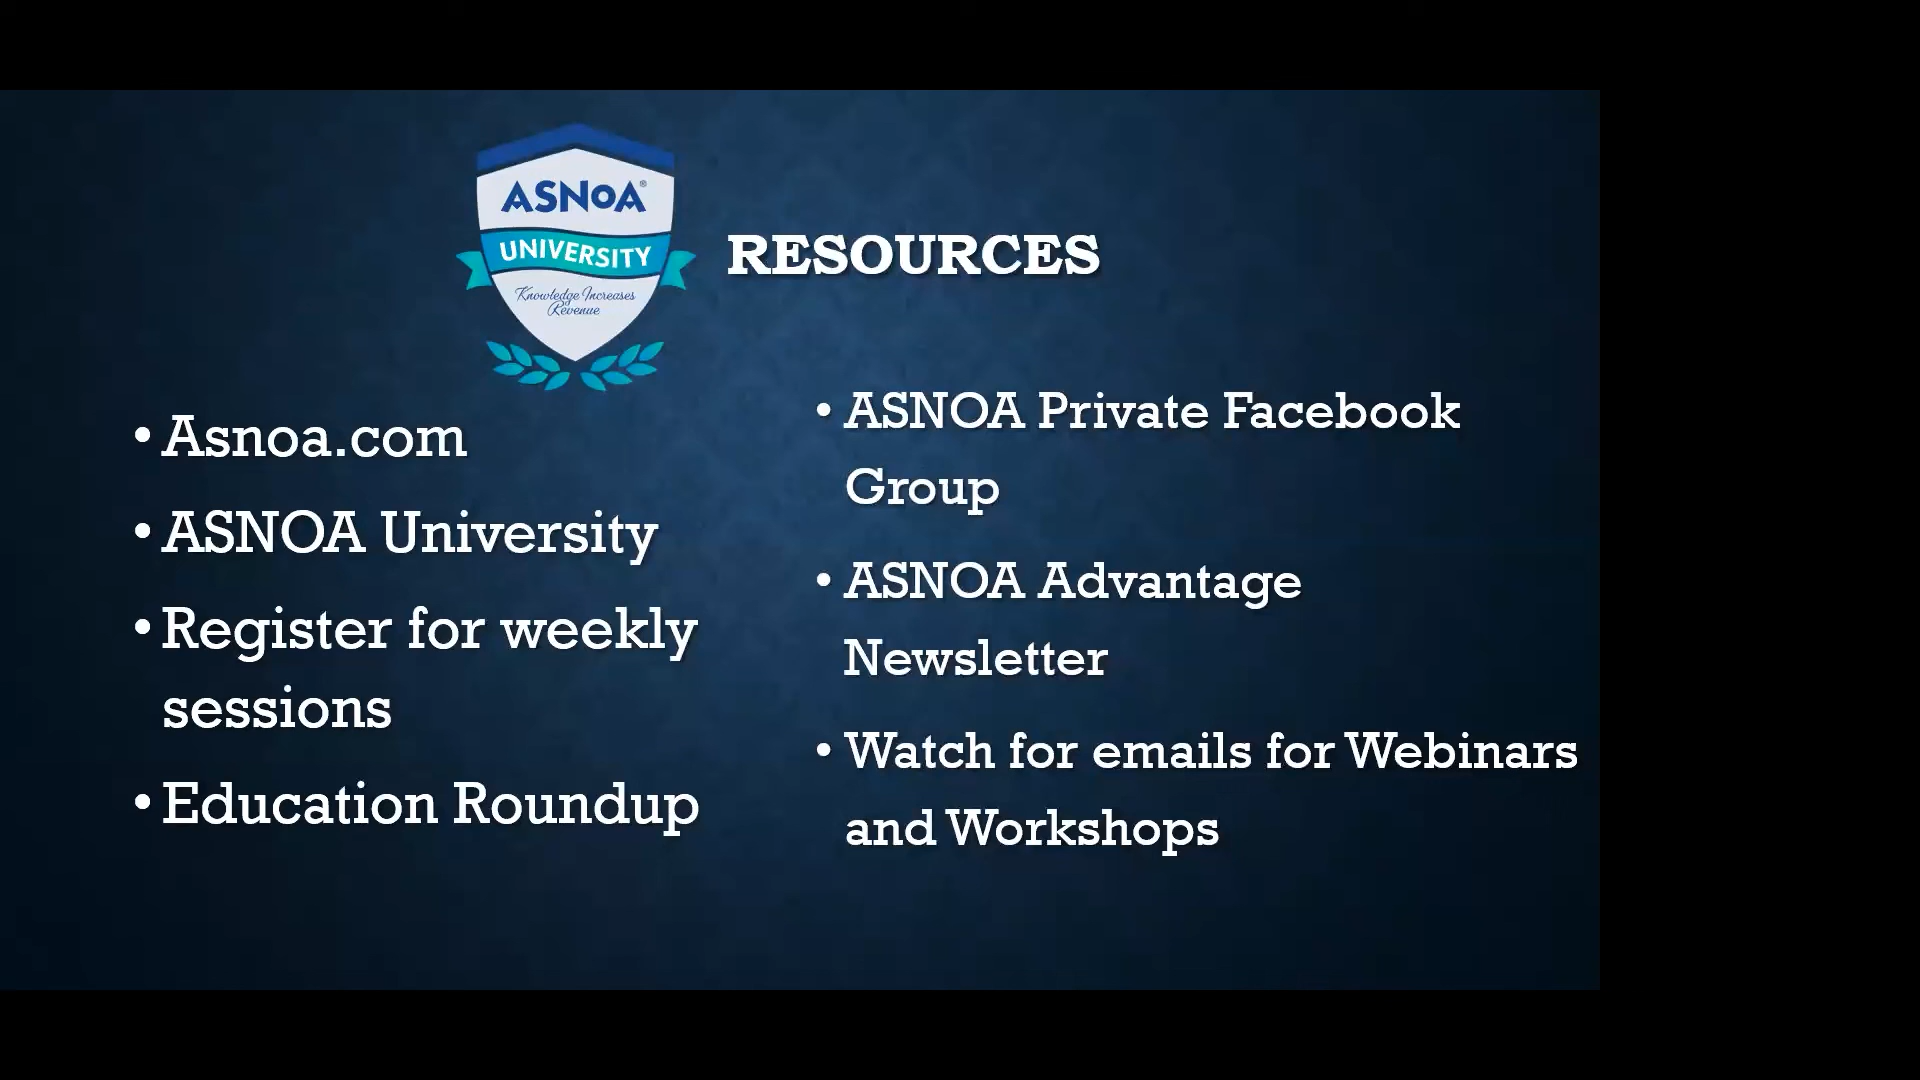 ASNOA®
UNIVERSITY
Knowledge Increases
Revenue
RESOURCES
• Asnoa.com
• ASNOA University
• Register for weekly
sessions
• Education Roundup
• ASNOA Private Facebook
Group
• ASNOA Advantage
Newsletter
• Watch for emails for Webinars
and Workshops